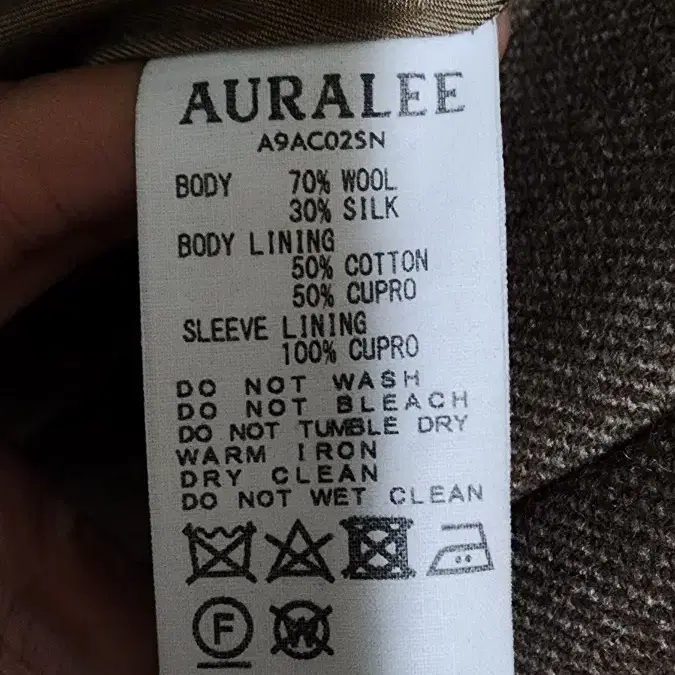 AURALEE
A9AC02SN
BODY 70% WOOL
30% SILK
BODY LINING
50% COTTON
50% CUPRO
SLEEVE LINING
100% CUPRO
DO NOT WASH
DO NOT BLEACH
DO NOT TUMBLE DRY
WARM IRON
DRY CLEAN
DO NOT WET CLEAN
F W